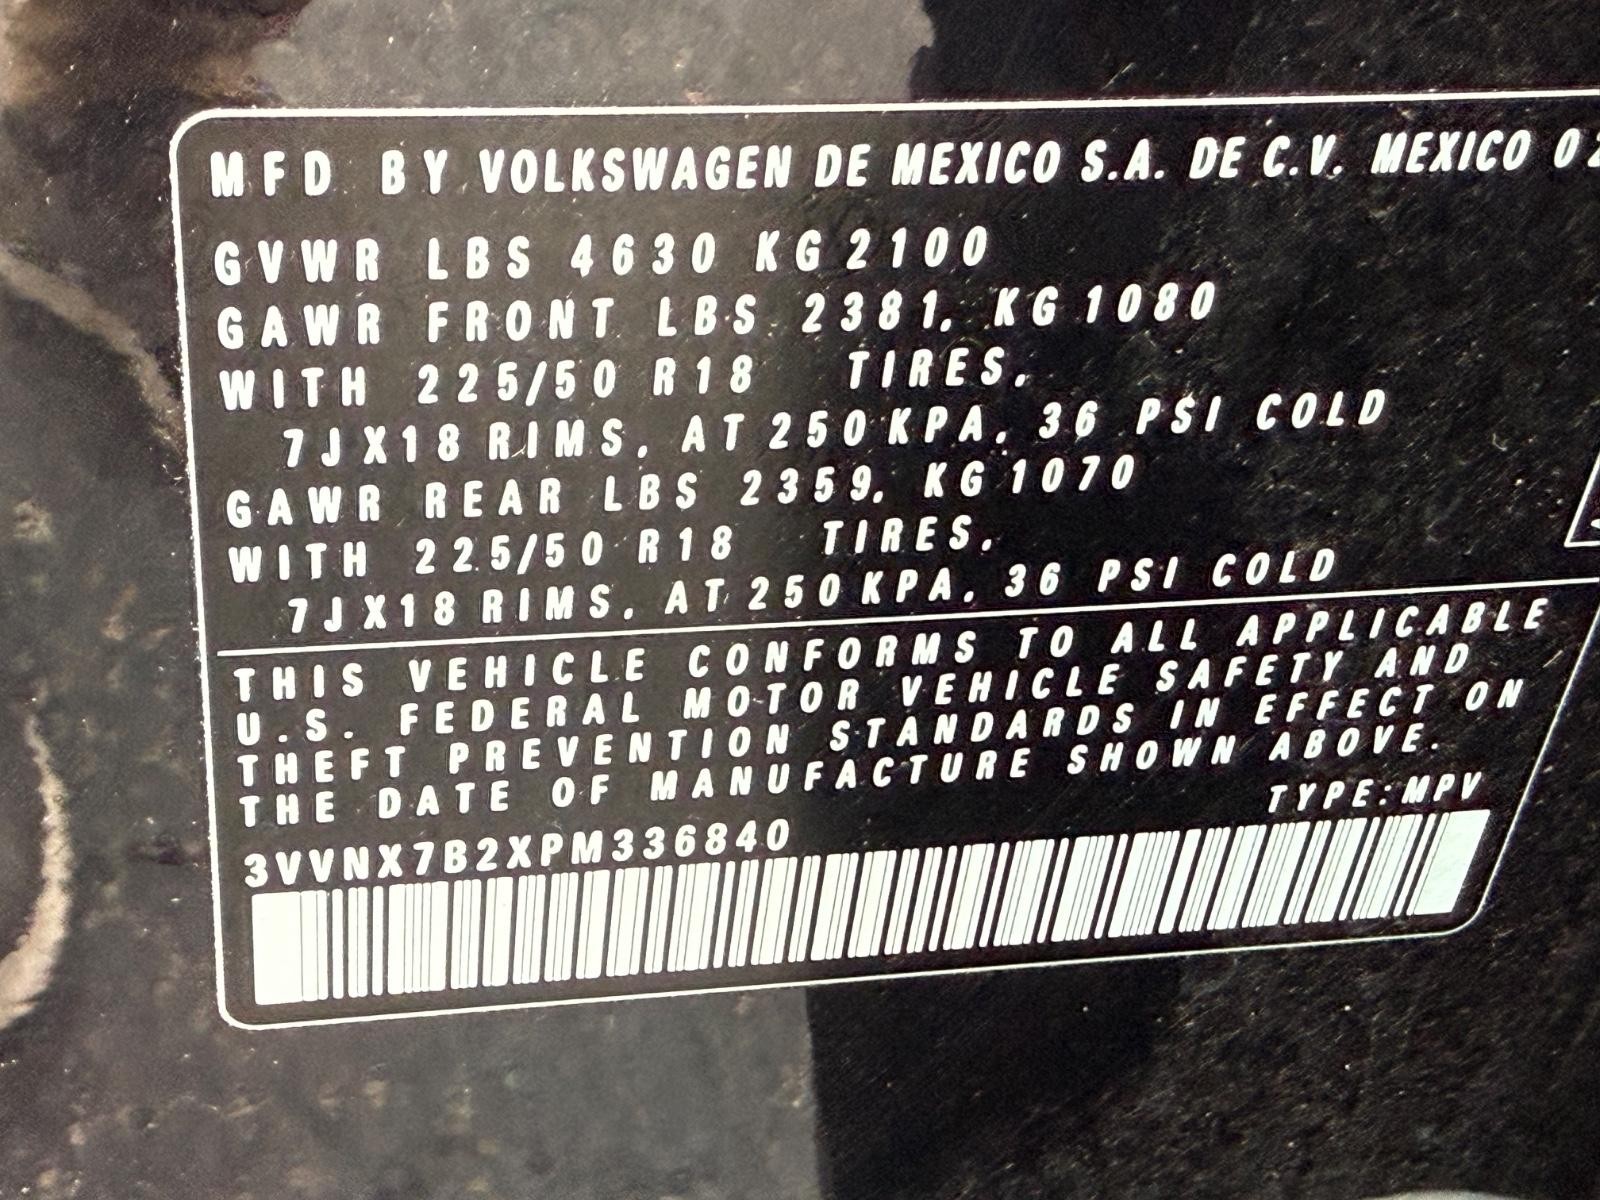 MFD BY VOLKSWAGEN DE MEXICO S.A. DE C.V. MEXICO 02
GVWR LBS 4630 KG 2100
GAWR FRONT LBS 2381, KG 1080
WITH 225/50 R18 TIRES,
7JX18 RIMS, AT 250 KPA, 36 PSI COLD
GAWR REAR LBS 2359, KG 1070
WITH 225/50 R18 TIRES,
7JX18 RIMS, AT 250 KPA, 36 PSI COLD
THIS VEHICLE CONFORMS TO ALL APPLICABLE
U.S. FEDERAL MOTOR VEHICLE SAFETY AND
THEFT PREVENTION STANDARDS IN EFFECT ON
THE DATE OF MANUFACTURE SHOWN ABOVE.
TYPE:MPV
3VVNX7B2XPM336840